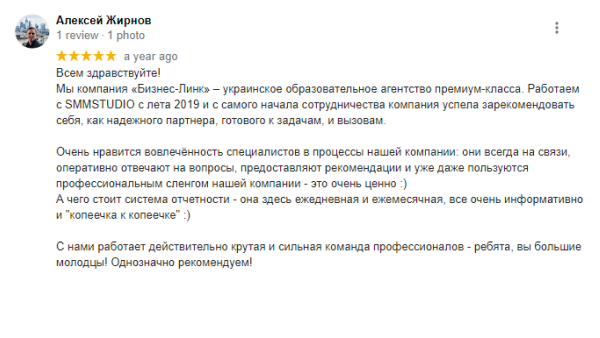 Алексей Жирнов
1 review · 1 photo
a year ago
Всем здравствуйте!
Мы компания «Бизнес-Линк» – украинское образовательное агентство премиум-класса. Работаем
с SMMSTUDIO с лета 2019 и с самого начала сотрудничества компания успела зарекомендовать
себя, как надежного партнера, готового к задачам, и вызовам.
Очень нравится вовлечённость специалистов в процессы нашей компании: они всегда на связи,
оперативно отвечают на вопросы, предоставляют рекомендации и уже даже пользуются
профессиональным сленгом нашей компании - это очень ценно :)
А чего стоит система отчетности - она здесь ежедневная и ежемесячная, все очень информативно
и "копеечка к копеечке" :)
С нами работает действительно крутая и сильная команда профессионалов - ребята, вы большие
молодцы! Однозначно рекомендуем!